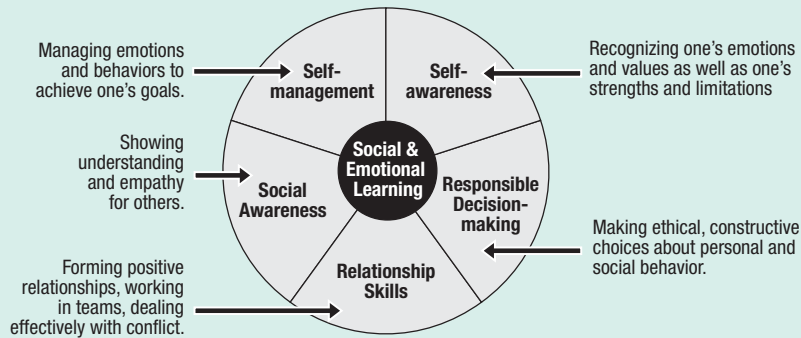 Managing emotions
and behaviors to
achieve one’s goals.
Self-
management
Self-
awareness
Recognizing one’s emotions
and values as well as one’s
strengths and limitations
Showing
understanding
and empathy
for others.
Social
Awareness
Social &
Emotional
Learning
Responsible
Decision-
making
Making ethical, constructive
choices about personal and
social behavior.
Forming positive
relationships, working
in teams, dealing
effectively with conflict.
Relationship
Skills